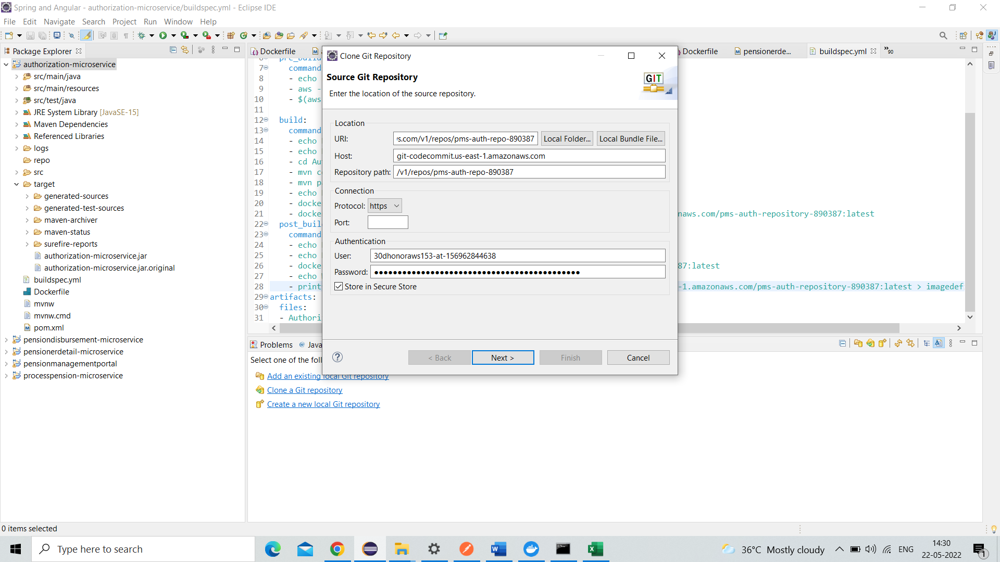 Spring and Angular - authorization-microservice/buildspec.yml - Eclipse IDE
File Edit Navigate Search Project Run Window Help
Package Explorer
authorization-microservice
src/main/java
src/main/resources
src/test/java
JRE System Library [JavaSE-15]
Maven Dependencies
Referenced Libraries
logs
repo
src
target
generated-sources
generated-test-sources
maven-archiver
maven-status
surefire-reports
authorization-microservice.jar
authorization-microservice.jar.original
buildspec.yml
Dockerfile
mvnw
mvnw.cmd
pom.xml
pensiondisbursement-microservice
pensionerdetail-microservice
pensionmanagementportal
processpension-microservice
Dockerfile
Dockerfile pensionerde... buildspec.yml 90
7 command
8 - echo
9 - aws -
10 - $(aws
11
12 build:
13 command
14 - echo
15 - echo
16 - cd Au
17 - mvn c
18 - mvn p
19 - echo
20 - docke
21 - docke naws.com/pms-auth-repository-890387:latest
22 post_buil
23 command
24 - echo
25 - echo
26 - docke 87:latest
27 - echo
28 - print -1.amazonaws.com/pms-auth-repository-890387:latest > imagedef
29 artifacts:
30 files:
31 - Authori
Clone Git Repository
Source Git Repository
Enter the location of the source repository.
GIT
Location
URI: s.com/v1/repos/pms-auth-repo-890387 Local Folder... Local Bundle File...
Host: git-codecommit.us-east-1.amazonaws.com
Repository path: /v1/repos/pms-auth-repo-890387
Connection
Protocol: https
Port:
Authentication
User: 30dhonoraws153-at-156962844638
Password: ●●●●●●●●●●●●●●●●●●●●●●●●●●●●●●●●●●●●●●●●●●●●
Store in Secure Store
< Back Next > Finish Cancel
Problems @ Java
Select one of the foll
Add an existing local Git repository
Clone a Git repository
Create a new local Git repository
0 items selected
Type here to search
36°C Mostly cloudy
ENG
14:30
22-05-2022
1